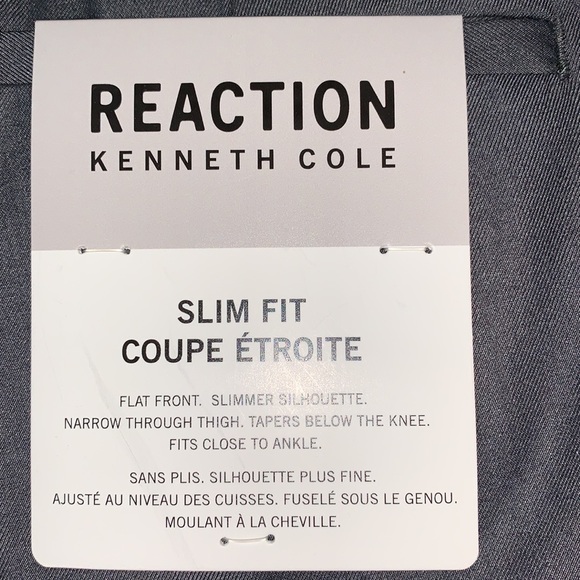 REACTION
KENNETH COLE
SLIM FIT
COUPE ÉTROITE
FLAT FRONT. SLIMMER SILHOUETTE.
NARROW THROUGH THIGH. TAPERS BELOW THE KNEE.
FITS CLOSE TO ANKLE.
SANS PLIS. SILHOUETTE PLUS FINE.
AJUSTÉ AU NIVEAU DES CUISSES. FUSELÉ SOUS LE GENOU.
MOULANT À LA CHEVILLE.